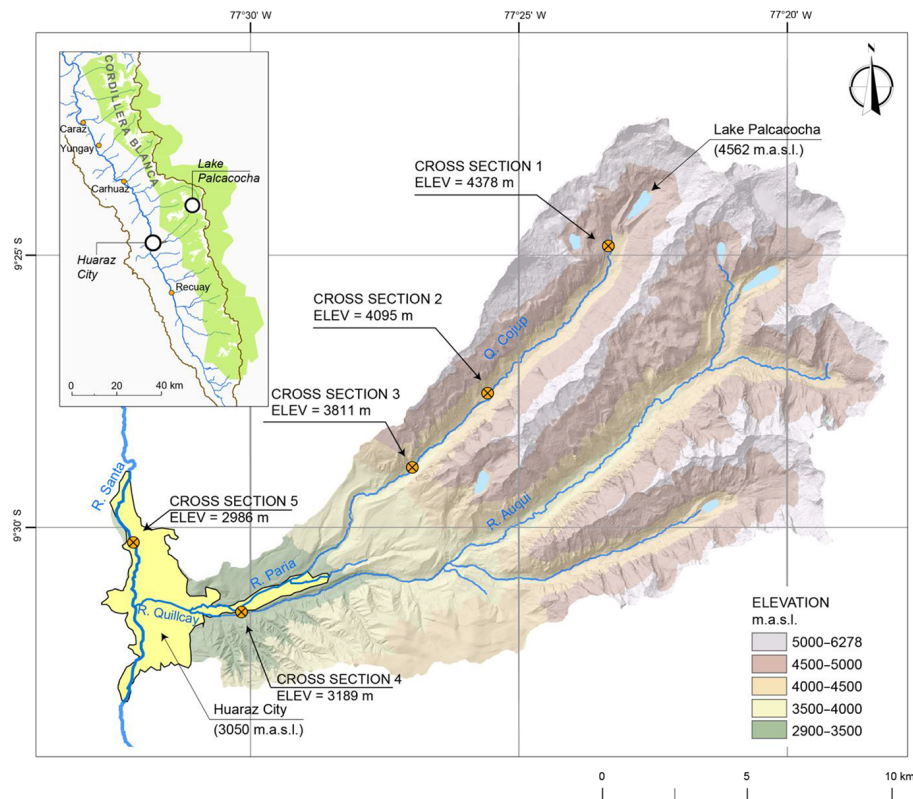 77°30' W
77°25' W
77°20' W
9°25' S
9°30' S
N
CORDILLERA BLANCA
Caraz
Yungay
Carhuaz
Lake
Palcacocha
Huaraz
City
Recuay
0 20 40 km
Lake Palcacocha
(4562 m.a.s.l.)
CROSS SECTION 1
ELEV = 4378 m
CROSS SECTION 2
ELEV = 4095 m
Q. Cojup
CROSS SECTION 3
ELEV = 3811 m
R. Santa
CROSS SECTION 5
ELEV = 2986 m
R. Auqui
R. Paria
R. Quillcay
CROSS SECTION 4
ELEV = 3189 m
Huaraz City
(3050 m.a.s.l.)
ELEVATION
m.a.s.l.
5000–6278
4500–5000
4000–4500
3500–4000
2900–3500
0 5 10 km